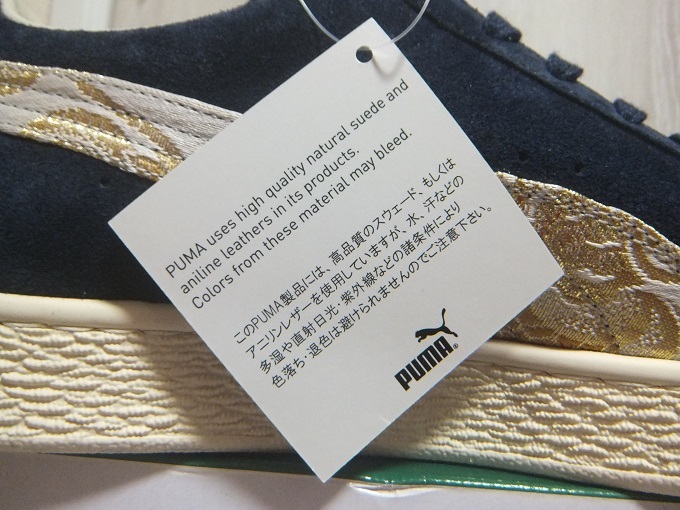 PUMA uses high quality natural suede and
aniline leathers in its products.
Colors from these material may bleed.
このPUMA製品には、高品質のスウェード、もしくは
アニリンレザーを使用していますが、水、汗などの
多湿や直射日光・紫外線などの諸条件により
色落ち・退色は避けられませんのでご注意下さい。
PUMA®